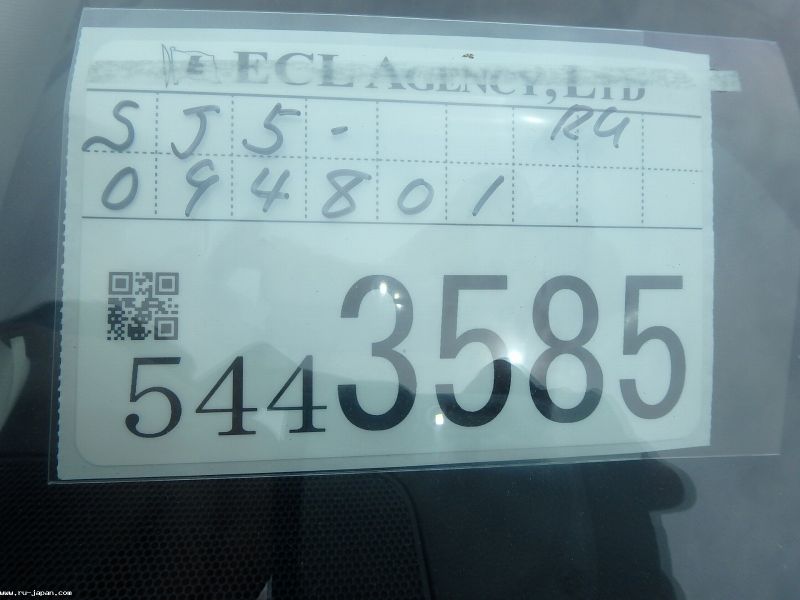 ECL AGENCY, LTD
SJ5- RG
094801
5443585
www.ru-japan.com